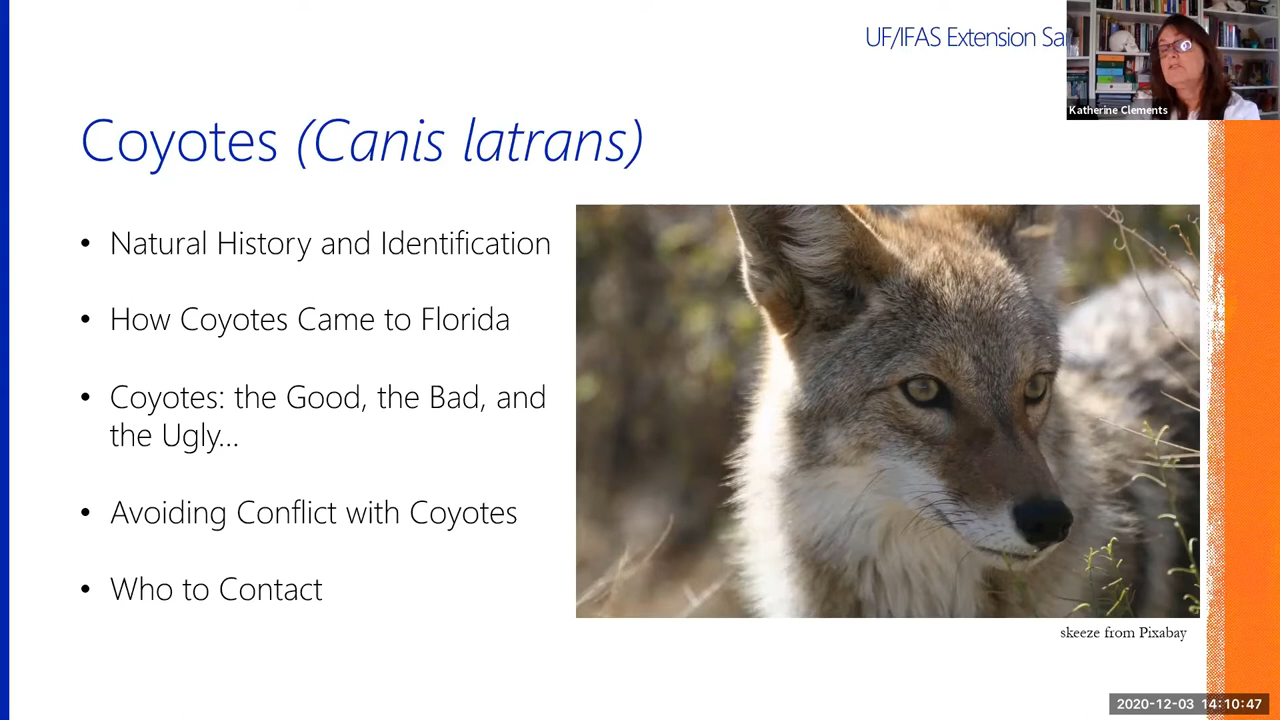 UF/IFAS Extension
Katherine Clements
Coyotes (Canis latrans)
• Natural History and Identification
• How Coyotes Came to Florida
• Coyotes: the Good, the Bad, and
the Ugly...
• Avoiding Conflict with Coyotes
• Who to Contact
skeeze from Pixabay
2020-12-03 14:10:47